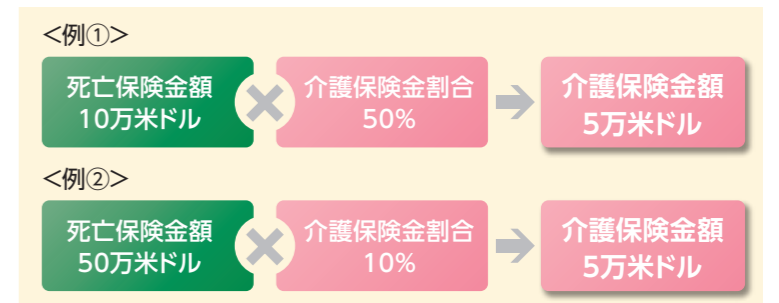 <例①>
死亡保険金額
10万米ドル
×
介護保険金割合
50%
介護保険金額
5万米ドル
<例②>
死亡保険金額
50万米ドル
×
介護保険金割合
10%
介護保険金額
5万米ドル